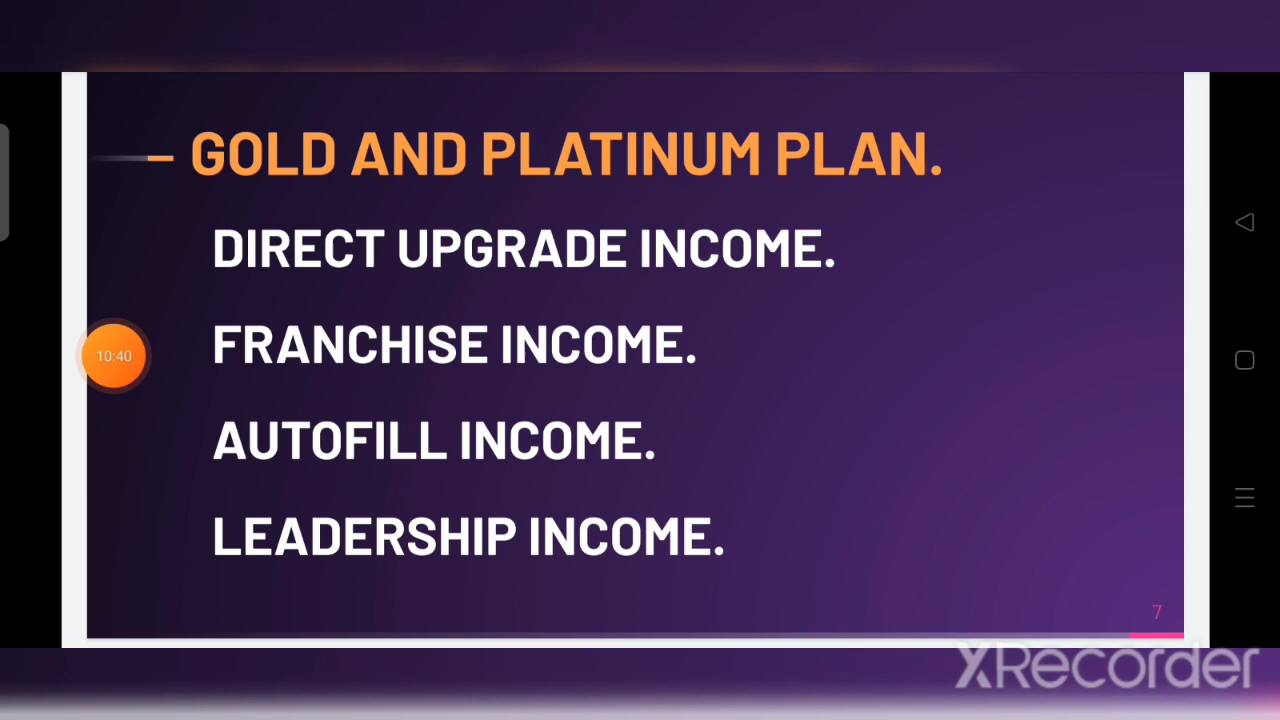 GOLD AND PLATINUM PLAN.
DIRECT UPGRADE INCOME.
FRANCHISE INCOME.
10:40
AUTOFILL INCOME.
LEADERSHIP INCOME.
7
XRecorder